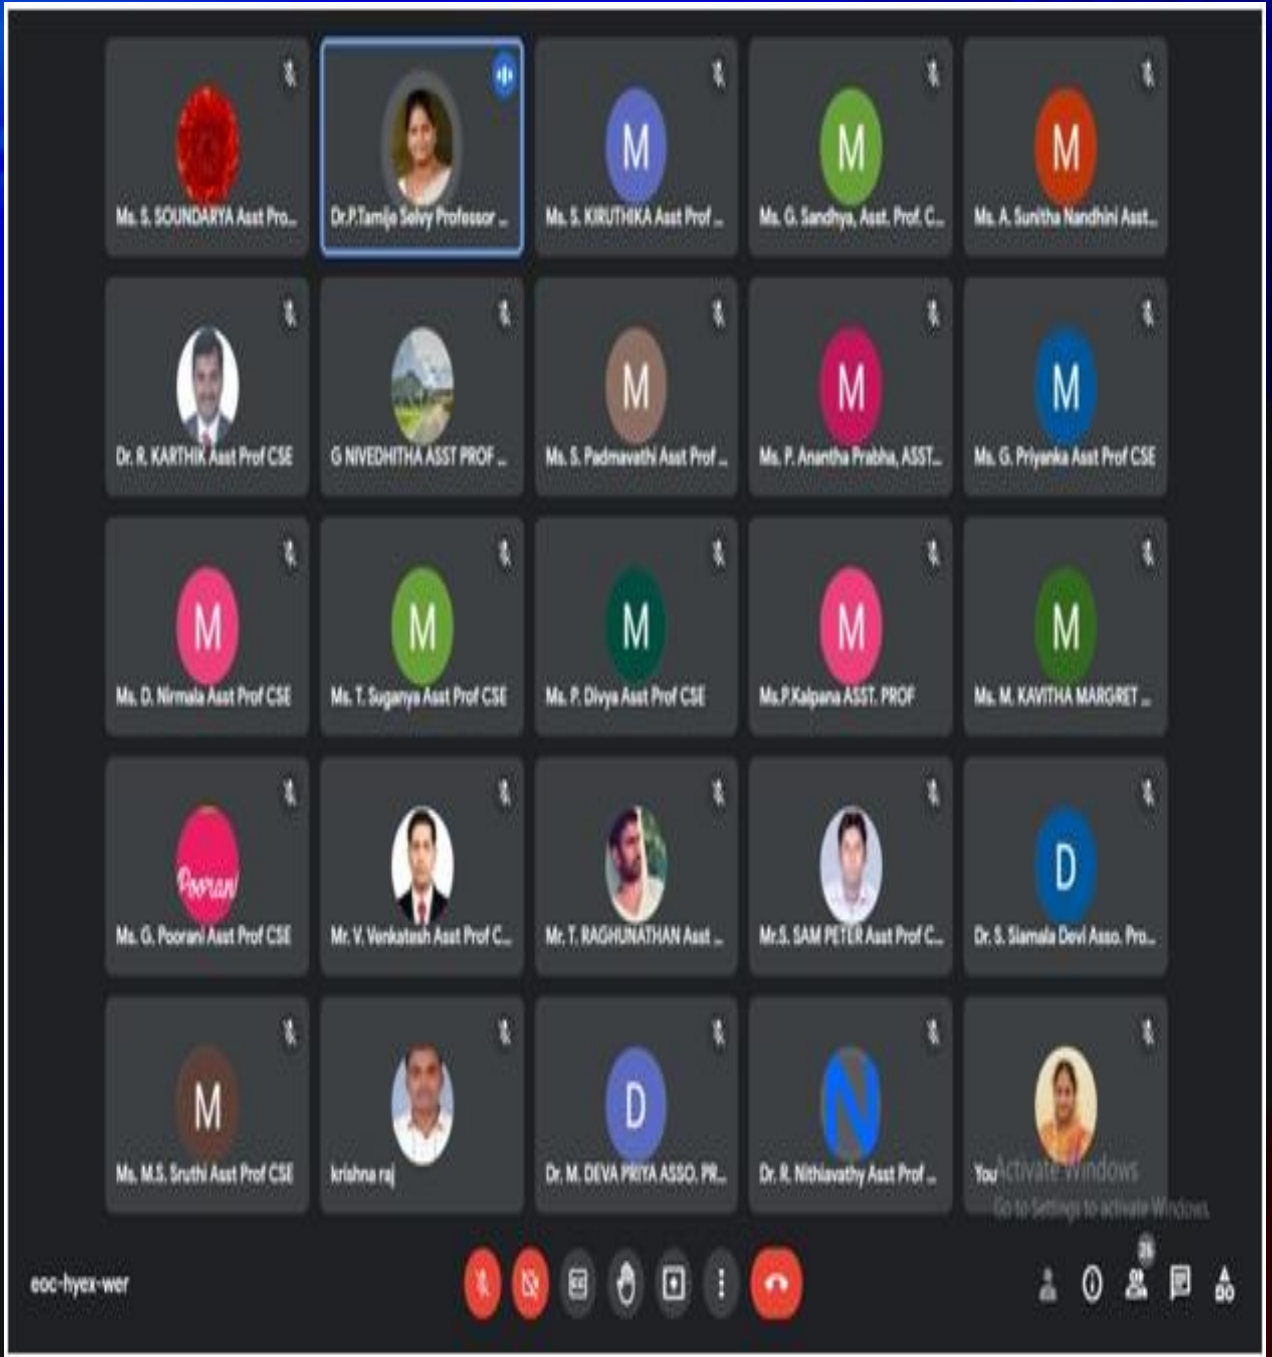 Ms. S. SOUNDARYA Asst Pro...
Dr.P.Tamije Selvy Professor ...
M
Ms. S. KIRUTHIKA Asst Prof ...
M
Ms. G. Sandhya, Asst. Prof. C...
M
Ms. A. Sunitha Nandhini Asst...
Dr. R. KARTHIK Asst Prof CSE
G NIVEDHITHA ASST PROF ...
M
Ms. S. Padmavathi Asst Prof ...
M
Ms. P. Anantha Prabha, ASST...
M
Ms. G. Priyanka Asst Prof CSE
M
Ms. D. Nirmala Asst Prof CSE
M
Ms. T. Suganya Asst Prof CSE
M
Ms. P. Divya Asst Prof CSE
M
Ms.P.Kalpana ASST. PROF
M
Ms. M. KAVITHA MARGRET ...
Poorani
Ms. G. Poorani Asst Prof CSE
Mr. V. Venkatesh Asst Prof C...
Mr. T. RAGHUNATHAN Asst ...
Mr.S. SAM PETER Asst Prof C...
D
Dr. S. Siamala Devi Asso. Pro...
M
Ms. M.S. Sruthi Asst Prof CSE
krishna raj
D
Dr. M. DEVA PRIYA ASSO. PR...
N
Dr. R. Nithiavathy Asst Prof ...
You
Activate Windows
Go to Settings to activate Windows.
eoc-hyex-wer